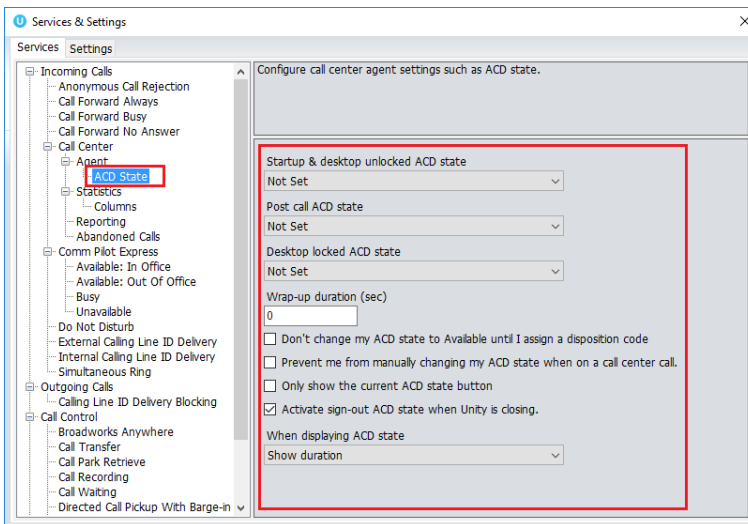 Services & Settings
Services Settings
Incoming Calls
Anonymous Call Rejection
Call Forward Always
Call Forward Busy
Call Forward No Answer
Call Center
Agent
ACD State
Statistics
Columns
Reporting
Abandoned Calls
Comm Pilot Express
Available: In Office
Available: Out Of Office
Busy
Unavailable
Do Not Disturb
External Calling Line ID Delivery
Internal Calling Line ID Delivery
Simultaneous Ring
Outgoing Calls
Calling Line ID Delivery Blocking
Call Control
Broadworks Anywhere
Call Transfer
Call Park Retrieve
Call Recording
Call Waiting
Directed Call Pickup With Barge-in
Configure call center agent settings such as ACD state.
Startup & desktop unlocked ACD state
Not Set
Post call ACD state
Not Set
Desktop locked ACD state
Not Set
Wrap-up duration (sec)
0
Don't change my ACD state to Available until I assign a disposition code
Prevent me from manually changing my ACD state when on a call center call.
Only show the current ACD state button
Activate sign-out ACD state when Unity is closing.
When displaying ACD state
Show duration